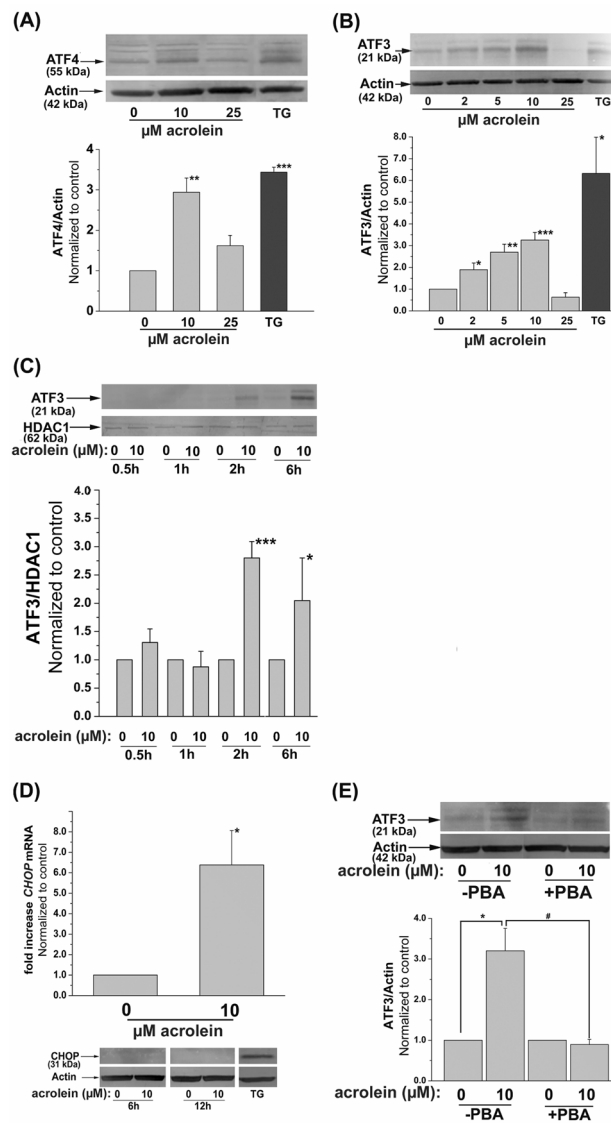 (A)
ATF4
(55 kDa)
Actin
(42 kDa)
0 10 25 TG
µM acrolein
ATF4/Actin
Normalized to control
4
3
2
1
0
**
***
0 10 25 TG
µM acrolein
(B)
ATF3
(21 kDa)
Actin
(42 kDa)
0 2 5 10 25 TG
µM acrolein
ATF3/Actin
Normalized to control
8.0
7.0
6.0
5.0
4.0
3.0
2.0
1.0
0.0
*
**
***
*
0 2 5 10 25 TG
µM acrolein
(C)
ATF3
(21 kDa)
HDAC1
(62 kDa)
acrolein (µM): 0 10 0 10 0 10 0 10
0.5h 1h 2h 6h
ATF3/HDAC1
Normalized to control
4.0
3.5
3.0
2.5
2.0
1.5
1.0
0.5
0.0
***
*
acrolein (µM): 0 10 0 10 0 10 0 10
0.5h 1h 2h 6h
(D)
fold increase CHOP mRNA
Normalized to control
9.0
8.0
7.0
6.0
5.0
4.0
3.0
2.0
1.0
0.0
*
0 10
µM acrolein
CHOP
(31 kDa)
Actin
acrolein (µM): 0 10 0 10 TG
6h 12h
(E)
ATF3
(21 kDa)
Actin
(42 kDa)
acrolein (µM): 0 10 0 10
-PBA +PBA
ATF3/Actin
Normalized to control
4.0
3.0
2.0
1.0
0.0
* #
acrolein (µM): 0 10 0 10
-PBA +PBA